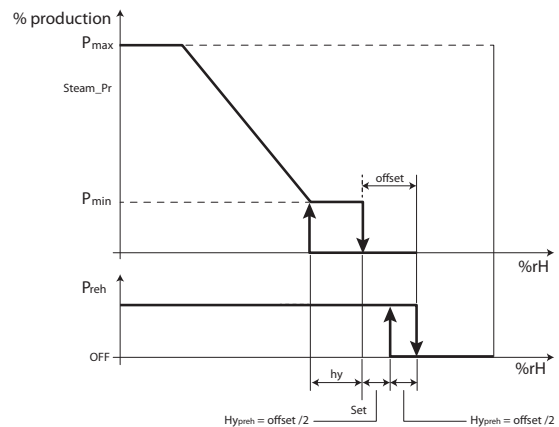 % production
Pmax
Steam_Pr
offset
Pmin
%rH
Preh
OFF
%rH
hy
Set
Hypreh = offset /2
Hypreh = offset /2